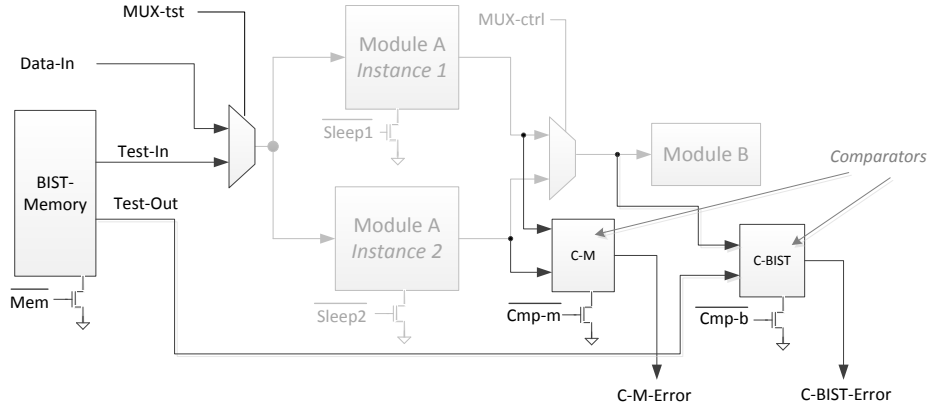 MUX-tst
MUX-ctrl
Data-In
Module A
Instance 1
Sleep1
Test-In
BIST-
Memory
Module B
Comparators
Test-Out
Module A
Instance 2
C-M
C-BIST
Mem
Sleep2
Cmp-m
Cmp-b
C-M-Error
C-BIST-Error